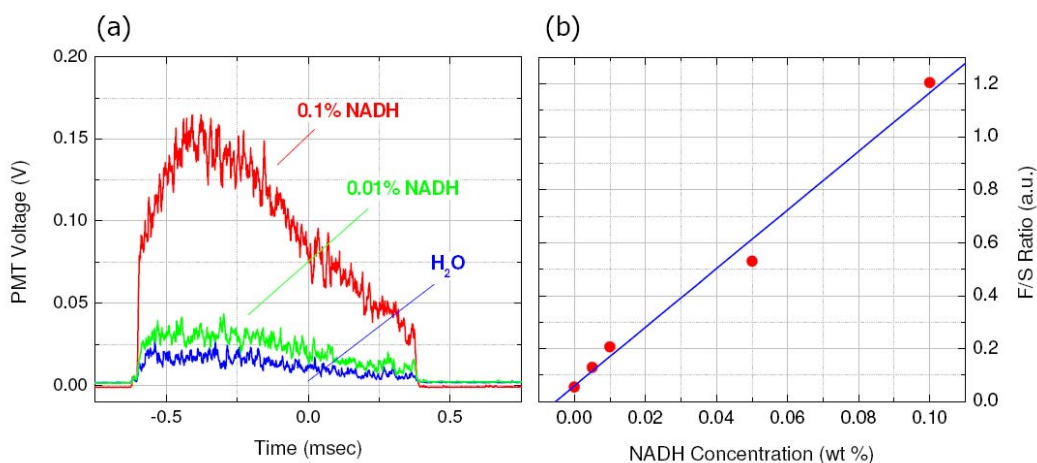 (a)
0.20
0.15
0.10
0.05
0.00
PMT Voltage (V)
0.1% NADH
0.01% NADH
H₂O
-0.5
0.0
0.5
Time (msec)
(b)
1.2
1.0
0.8
0.6
0.4
0.2
0.0
F/S Ratio (a.u.)
0.00
0.02
0.04
0.06
0.08
0.10
NADH Concentration (wt %)